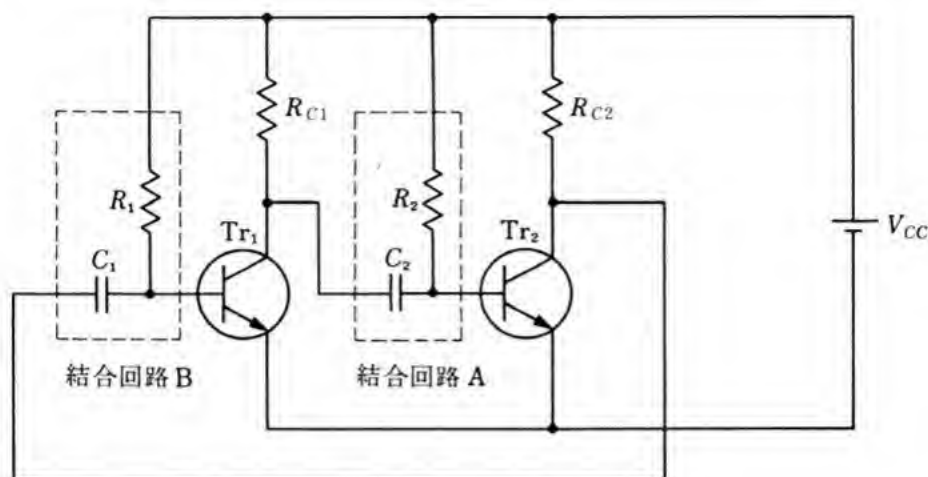 R_{C1}
R_{C2}
R_1
R_2
Tr_1
Tr_2
V_{CC}
C_1
C_2
結合回路 B
結合回路 A